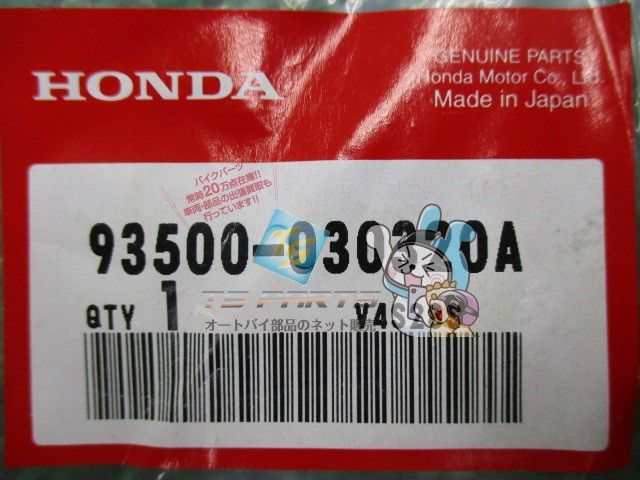 HONDA
GENUINE PARTS
Honda Motor Co., Ltd.
Made in Japan
バイクパーツ
常時20万点在庫!!
車両・部品の出張買取も
行っています!!
TS
TS PARTS
QTY 1
オートバイ部品のネット販売